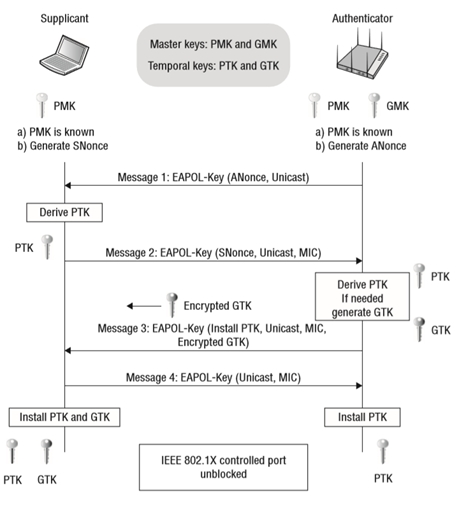 Supplicant
Authenticator
Master keys: PMK and GMK
Temporal keys: PTK and GTK
PMK
PMK
GMK
a) PMK is known
b) Generate SNonce
a) PMK is known
b) Generate ANonce
Message 1: EAPOL-Key (ANonce, Unicast)
Derive PTK
PTK
Message 2: EAPOL-Key (SNonce, Unicast, MIC)
Derive PTK
If needed
generate GTK
PTK
Encrypted GTK
GTK
Message 3: EAPOL-Key (Install PTK, Unicast, MIC,
Encrypted GTK)
Message 4: EAPOL-Key (Unicast, MIC)
Install PTK and GTK
Install PTK
IEEE 802.1X controlled port
unblocked
PTK
GTK
PTK